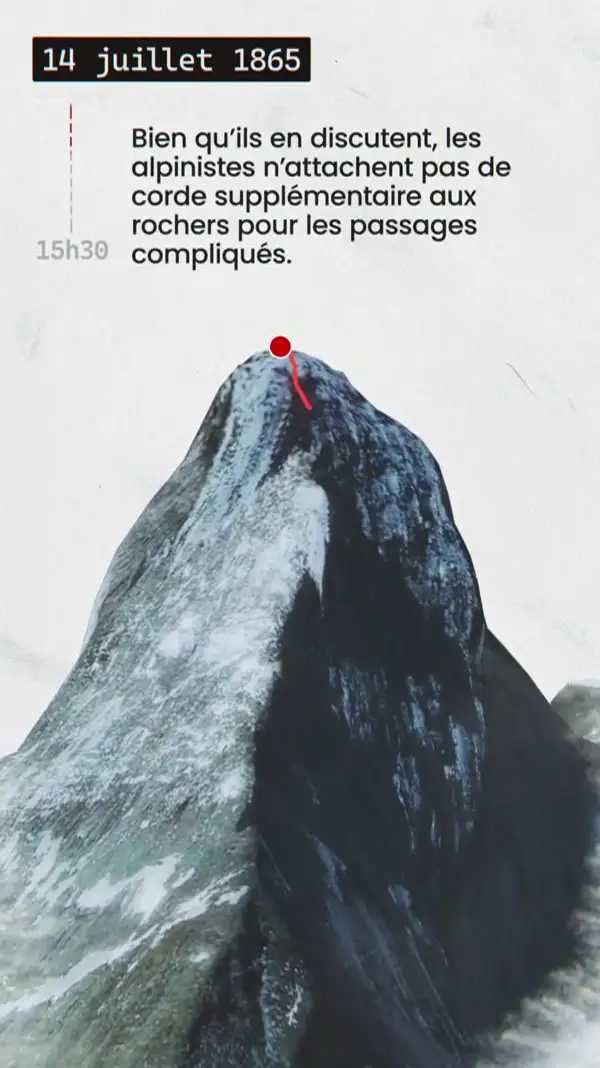 14 juillet 1865
Bien qu’ils en discutent, les
alpinistes n’attachent pas de
corde supplémentaire aux
rochers pour les passages
compliqués.
15h30